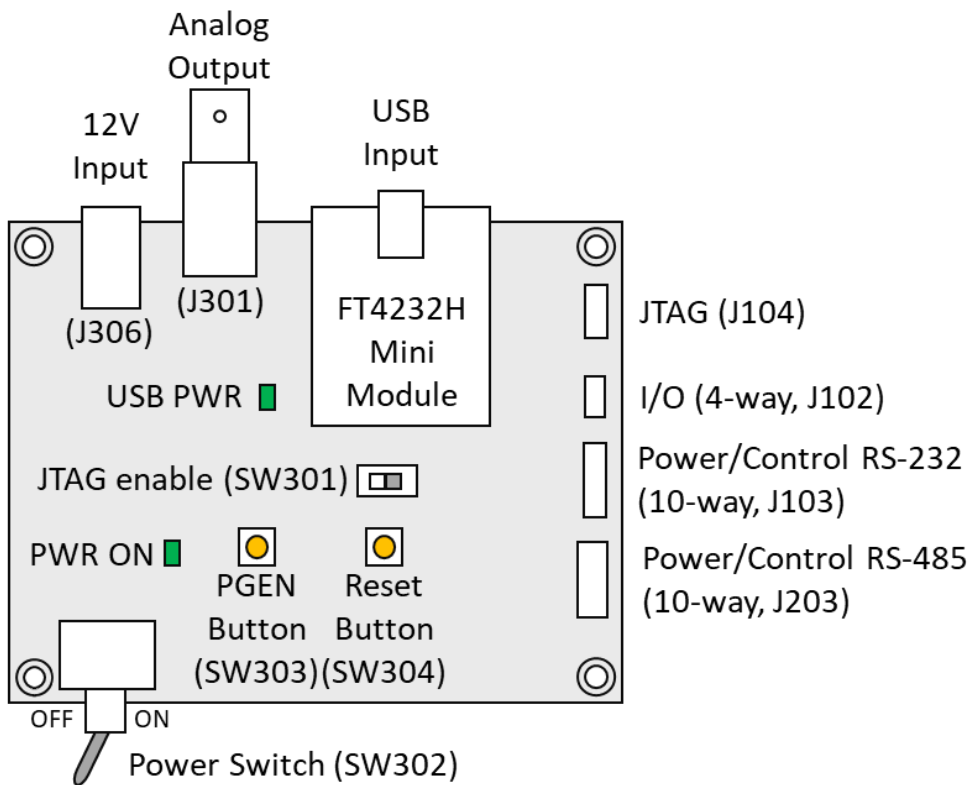 Analog
Output
12V
Input
USB
Input
(J306)
(J301)
FT4232H
Mini
Module
JTAG (J104)
USB PWR
I/O (4-way, J102)
JTAG enable (SW301)
Power/Control RS-232
(10-way, J103)
PWR ON
PGEN
Button
(SW303)
Reset
Button
(SW304)
Power/Control RS-485
(10-way, J203)
OFF
ON
Power Switch (SW302)